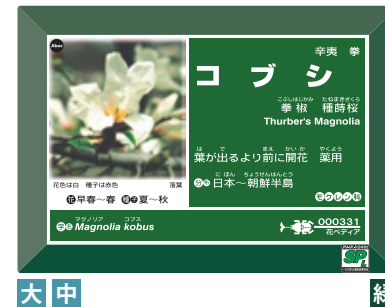 Aboc
辛夷 拳
コブシ
こぶしはじかみ たねまきざくら
拳椒 種蒔桜
Thurber's Magnolia
は で まえ かいか やくよう
葉が出るより前に開花 薬用
にほん ちょうせんはんとう
分中 日本～朝鮮半島
花色は白 種子は赤色 落葉
花 早春～春 種子 夏～秋
モクレン科
マグノリア コブス
学名 Magnolia kobus
000331
花ペディア
SP
大 中